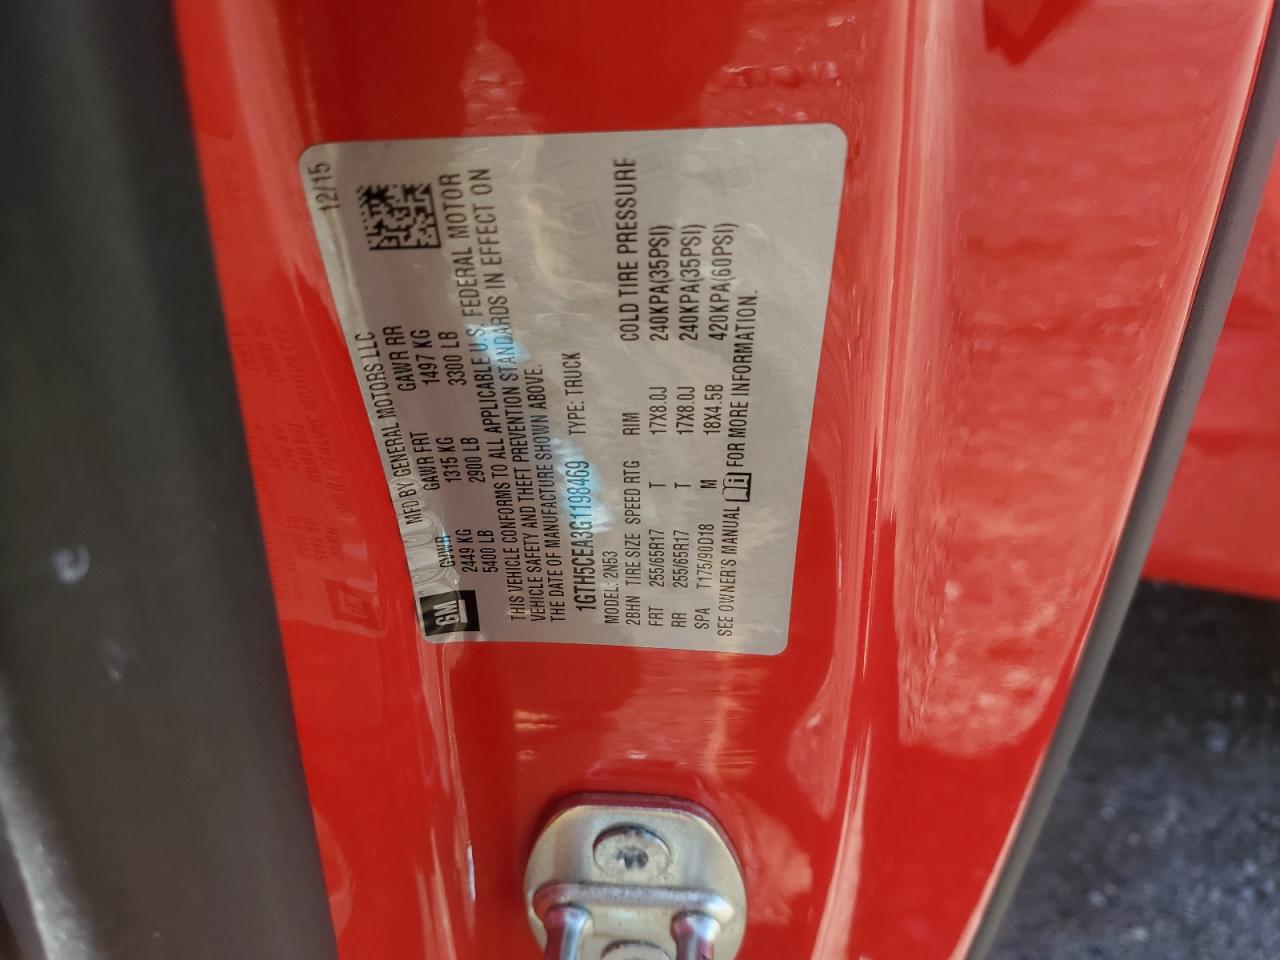 MFD BY GENERAL MOTORS LLC 12/15
GM GVWR GAWR FRT GAWR RR
2449 KG 1315 KG 1497 KG
5400 LB 2900 LB 3300 LB
THIS VEHICLE CONFORMS TO ALL APPLICABLE U.S. FEDERAL MOTOR
VEHICLE SAFETY AND THEFT PREVENTION STANDARDS IN EFFECT ON
THE DATE OF MANUFACTURE SHOWN ABOVE.
1GTH5CEA3G1198469 TYPE: TRUCK
MODEL: 2N53
2BHN TIRE SIZE SPEED RTG RIM COLD TIRE PRESSURE
FRT 255/65R17 T 17X8.0J 240KPA(35PSI)
RR 255/65R17 T 17X8.0J 240KPA(35PSI)
SPA T175/90D18 M 18X4.5B 420KPA(60PSI)
SEE OWNER'S MANUAL i FOR MORE INFORMATION.